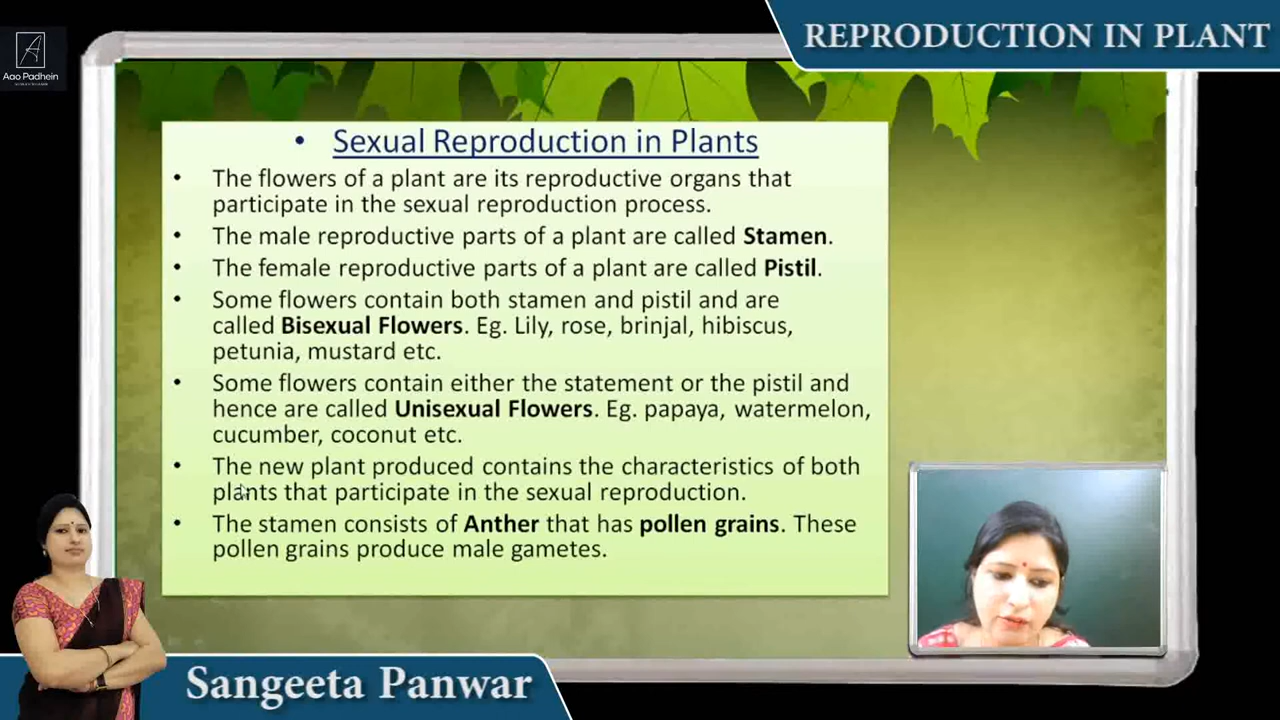 REPRODUCTION IN PLANT
Aao Padhein
• Sexual Reproduction in Plants
• The flowers of a plant are its reproductive organs that
participate in the sexual reproduction process.
• The male reproductive parts of a plant are called Stamen.
• The female reproductive parts of a plant are called Pistil.
• Some flowers contain both stamen and pistil and are
called Bisexual Flowers. Eg. Lily, rose, brinjal, hibiscus,
petunia, mustard etc.
• Some flowers contain either the statement or the pistil and
hence are called Unisexual Flowers. Eg. papaya, watermelon,
cucumber, coconut etc.
• The new plant produced contains the characteristics of both
plants that participate in the sexual reproduction.
• The stamen consists of Anther that has pollen grains. These
pollen grains produce male gametes.
Sangeeta Panwar